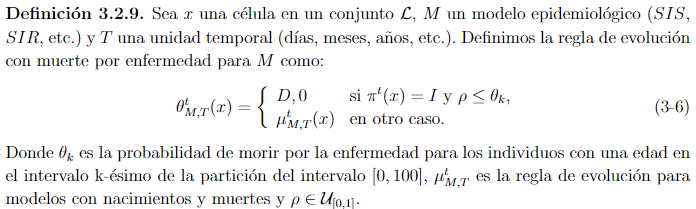 Definición 3.2.9. Sea x una célula en un conjunto 𝓛, M un modelo epidemiológico (SIS,
SIR, etc.) y T una unidad temporal (días, meses, años, etc.). Definimos la regla de evolución
con muerte por enfermedad para M como:
θ^t_{M,T}(x) = { D, 0 si π^t(x) = I y ρ ≤ θ_k,
μ^t_{M,T}(x) en otro caso. (3-6)
Donde θ_k es la probabilidad de morir por la enfermedad para los individuos con una edad en
el intervalo k-ésimo de la partición del intervalo [0, 100], μ^t_{M,T} es la regla de evolución para
modelos con nacimientos y muertes y ρ ∈ 𝓤_{[0,1]}.